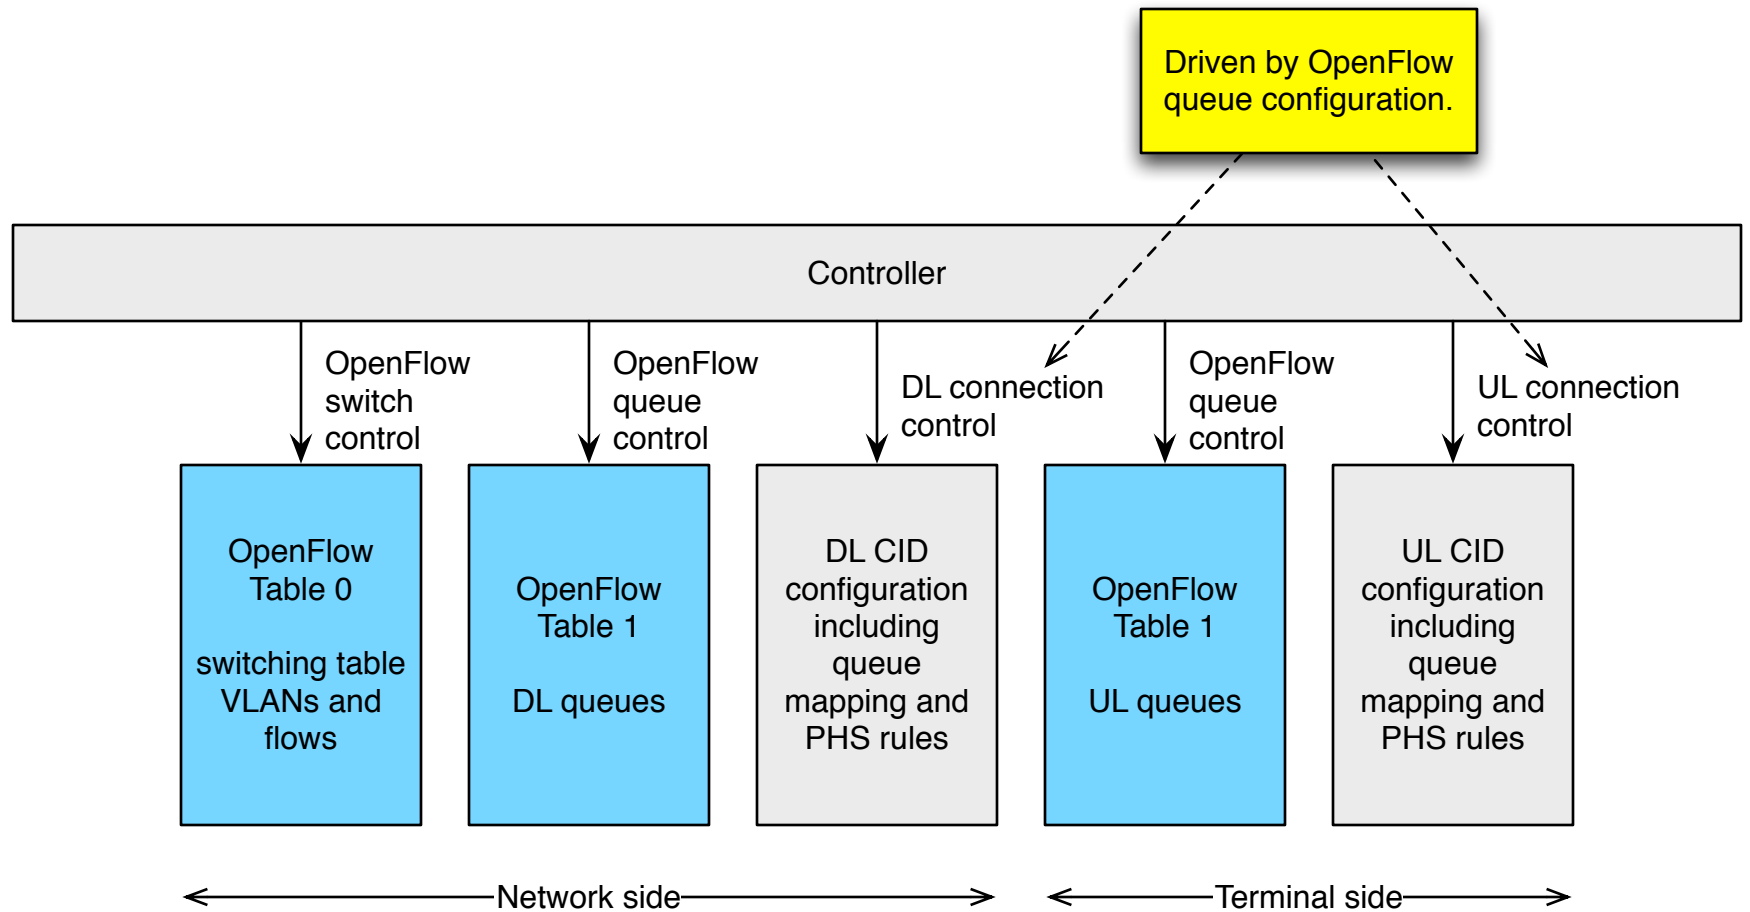 Driven by OpenFlow
queue configuration.
Controller
OpenFlow
switch
control
OpenFlow
queue
control
DL connection
control
OpenFlow
queue
control
UL connection
control
OpenFlow
Table 0
switching table
VLANs and
flows
OpenFlow
Table 1
DL queues
DL CID
configuration
including
queue
mapping and
PHS rules
OpenFlow
Table 1
UL queues
UL CID
configuration
including
queue
mapping and
PHS rules
Network side
Terminal side